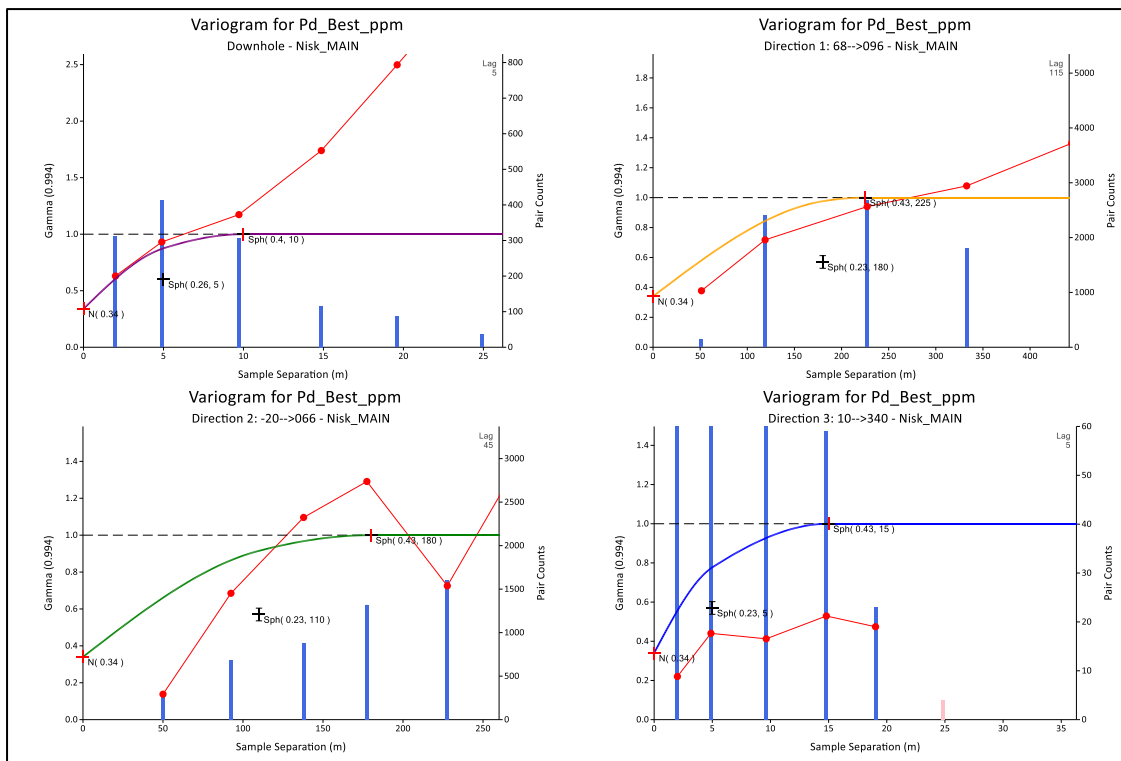 Variogram for Pd_Best_ppm
Downhole - Nisk_MAIN
Lag
5
2.5
2.0
1.5
1.0
0.5
0.0
Gamma (0.994)
800
700
600
500
400
300
200
100
0
Pair Counts
N( 0.34 )
Sph( 0.26, 5 )
Sph( 0.4, 10 )
0
5
10
15
20
25
Sample Separation (m)
Variogram for Pd_Best_ppm
Direction 1: 68-->096 - Nisk_MAIN
Lag
115
1.8
1.6
1.4
1.2
1.0
0.8
0.6
0.4
0.2
0.0
Gamma (0.994)
5000
4000
3000
2000
1000
0
Pair Counts
N( 0.34 )
Sph( 0.23, 180 )
Sph( 0.43, 225 )
0
50
100
150
200
250
300
350
400
Sample Separation (m)
Variogram for Pd_Best_ppm
Direction 2: -20-->066 - Nisk_MAIN
Lag
45
1.4
1.2
1.0
0.8
0.6
0.4
0.2
0.0
Gamma (0.994)
3000
2500
2000
1500
1000
500
0
Pair Counts
N( 0.34 )
Sph( 0.23, 110 )
Sph( 0.43, 180 )
0
50
100
150
200
250
Sample Separation (m)
Variogram for Pd_Best_ppm
Direction 3: 10-->340 - Nisk_MAIN
Lag
5
1.4
1.2
1.0
0.8
0.6
0.4
0.2
0.0
Gamma (0.994)
60
50
40
30
20
10
0
Pair Counts
N( 0.34 )
Sph( 0.23, 5 )
Sph( 0.43, 15 )
0
5
10
15
20
25
30
35
Sample Separation (m)